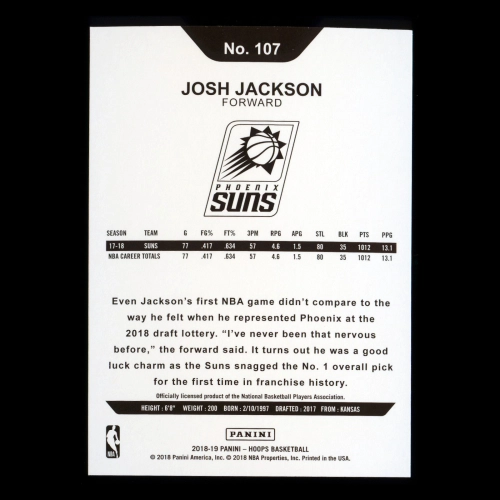 No. 107
JOSH JACKSON
FORWARD
PHOENIX
SUNS
SEASON TEAM G FG% FT% 3PM RPG APG STL BLK PTS PPG
17-18 SUNS 77 .417 .634 57 4.6 1.5 80 35 1012 13.1
NBA CAREER TOTALS 77 .417 .634 57 4.6 1.5 80 35 1012 13.1
Even Jackson's first NBA game didn't compare to the
way he felt when he represented Phoenix at the
2018 draft lottery. "I've never been that nervous
before," the forward said. It turns out he was a good
luck charm as the Suns snagged the No. 1 overall pick
for the first time in franchise history.
Officially licensed product of the National Basketball Players Association.
HEIGHT: 6'8" WEIGHT: 200 BORN: 2/10/1997 DRAFTED: 2017 FROM: KANSAS
PANINI
2018-19 PANINI – HOOPS BASKETBALL
© 2018 Panini America, Inc. © 2018 NBA Properties, Inc. Printed in the USA.
NBA